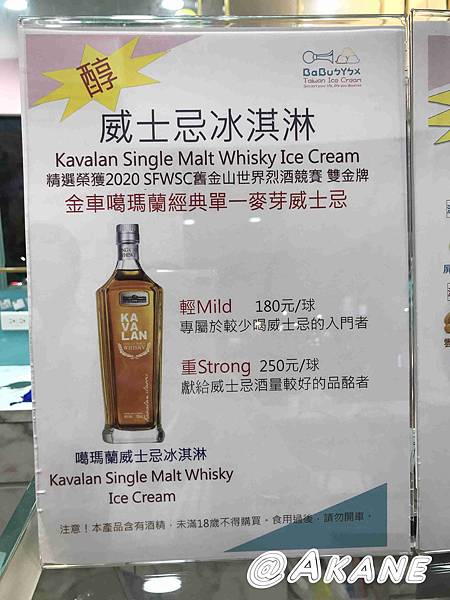 醇
BaBuㄅㄨˇㄅㄨˋ
Taiwan Ice Cream
威士忌冰淇淋
Kavalan Single Malt Whisky Ice Cream
精選榮獲2020 SFWSC舊金山世界烈酒競賽 雙金牌
金車噶瑪蘭經典單一麥芽威士忌
KA
VA
LAN
WHISKY
輕Mild 180元/球
專屬於較少喝威士忌的入門者
重Strong 250元/球
獻給威士忌酒量較好的品酩者
噶瑪蘭威士忌冰淇淋
Kavalan Single Malt Whisky
Ice Cream
注意！本產品含有酒精，未滿18歲不得購買。食用過後，請勿開車。
@AKANE